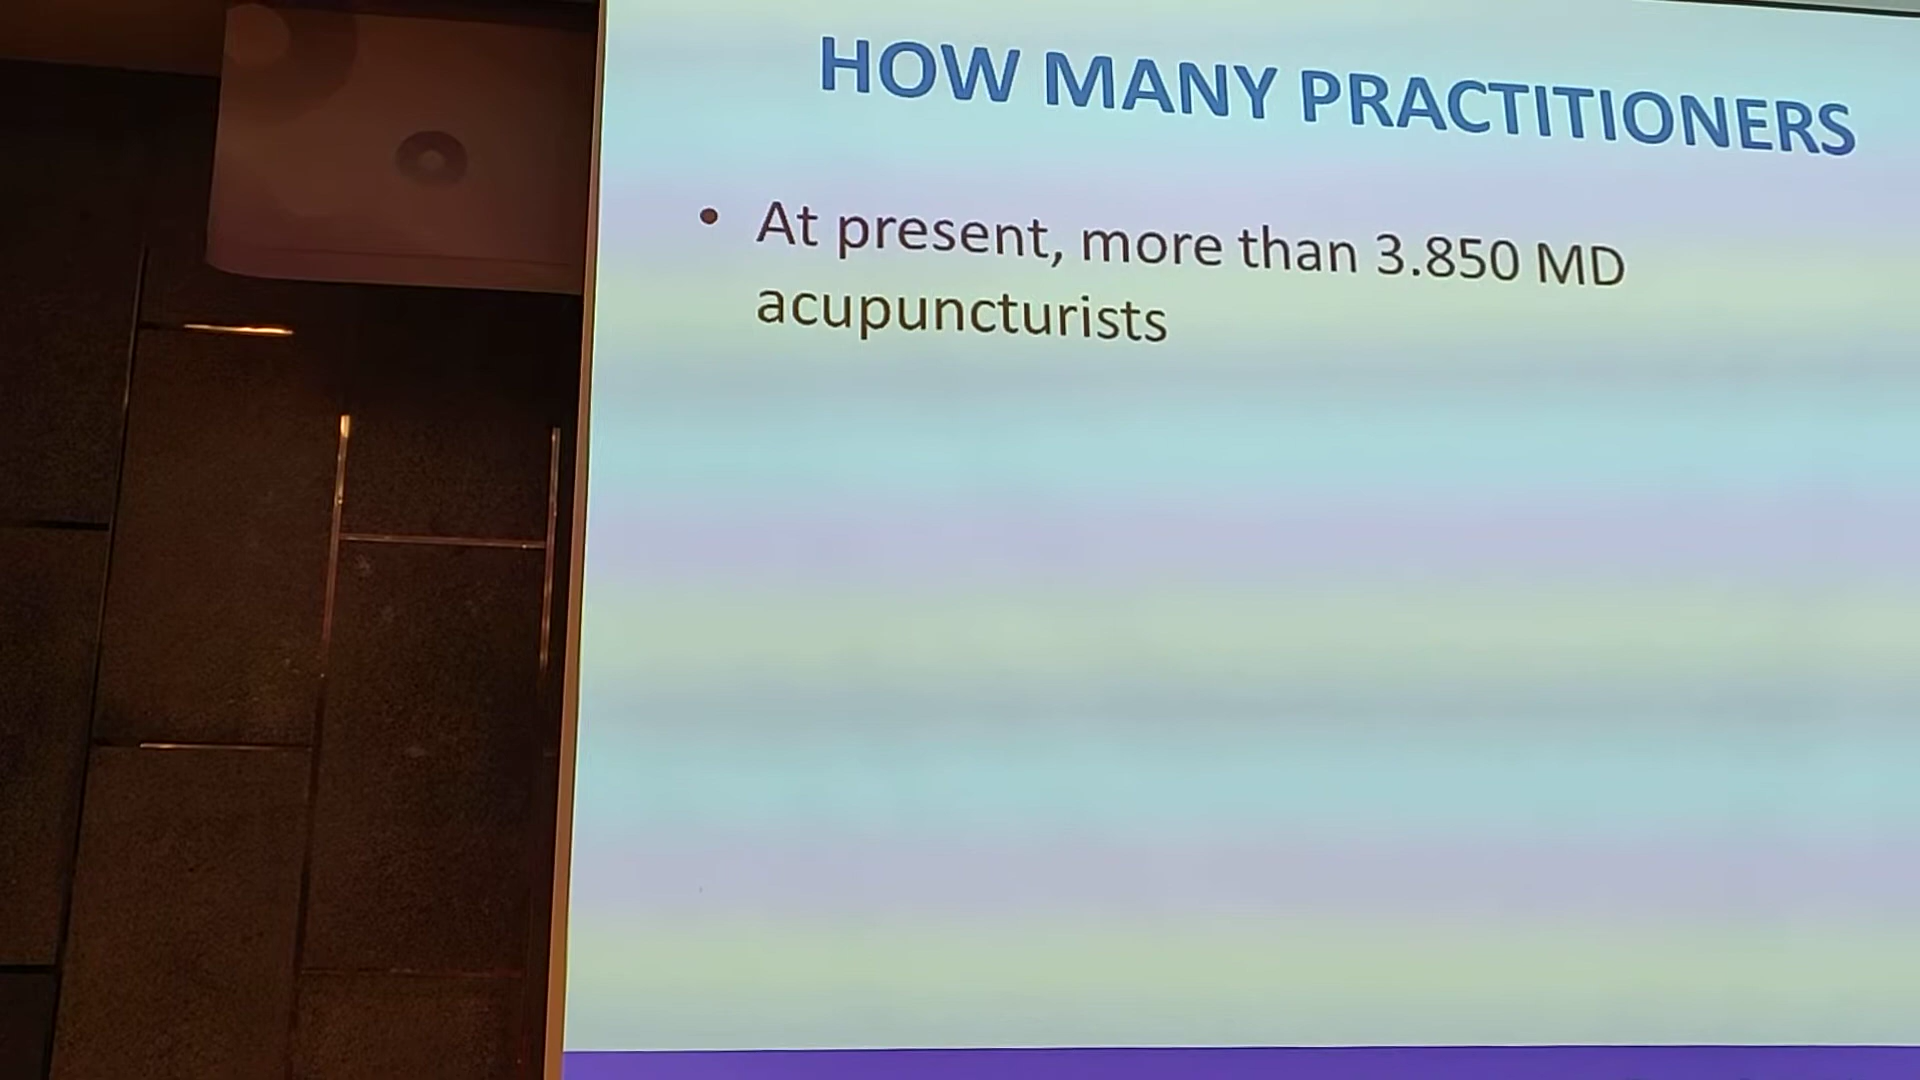 HOW MANY PRACTITIONERS
• At present, more than 3.850 MD
acupuncturists